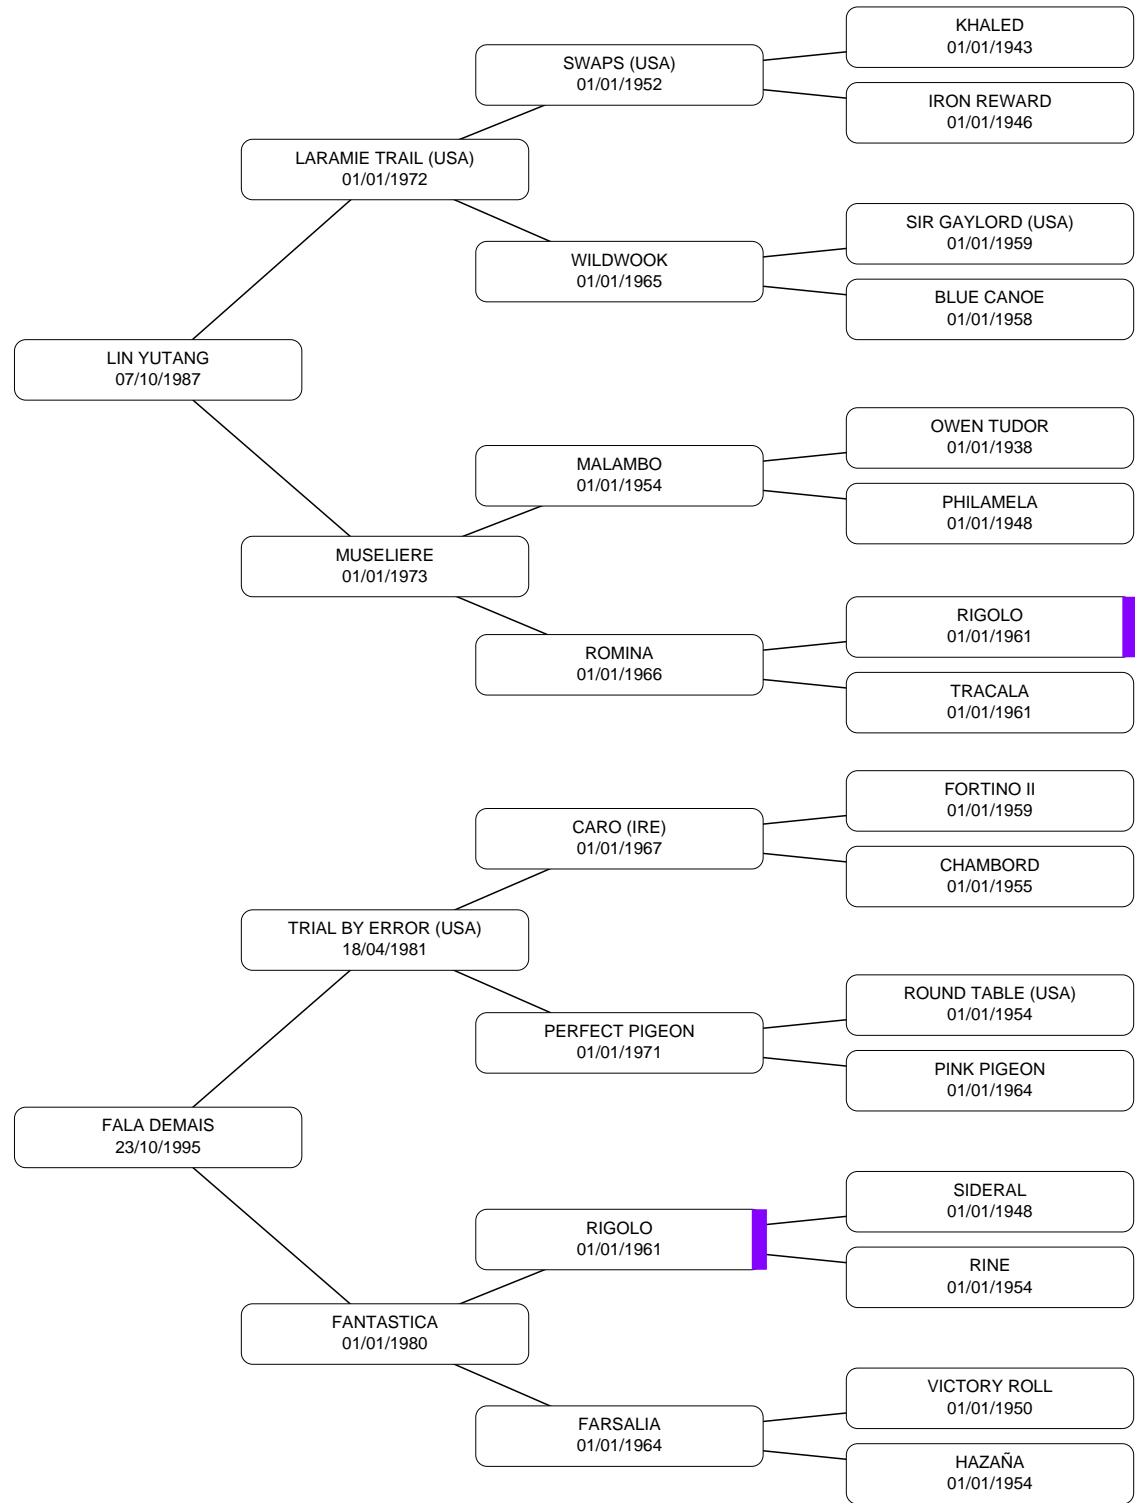 KHALED
01/01/1943
SWAPS (USA)
01/01/1952
IRON REWARD
01/01/1946
LARAMIE TRAIL (USA)
01/01/1972
SIR GAYLORD (USA)
01/01/1959
WILDWOOK
01/01/1965
BLUE CANOE
01/01/1958
LIN YUTANG
07/10/1987
OWEN TUDOR
01/01/1938
MALAMBO
01/01/1954
PHILAMELA
01/01/1948
MUSELIERE
01/01/1973
RIGOLO
01/01/1961
ROMINA
01/01/1966
TRACALA
01/01/1961
FORTINO II
01/01/1959
CARO (IRE)
01/01/1967
CHAMBORD
01/01/1955
TRIAL BY ERROR (USA)
18/04/1981
ROUND TABLE (USA)
01/01/1954
PERFECT PIGEON
01/01/1971
PINK PIGEON
01/01/1964
FALA DEMAIS
23/10/1995
SIDERAL
01/01/1948
RIGOLO
01/01/1961
RINE
01/01/1954
FANTASTICA
01/01/1980
VICTORY ROLL
01/01/1950
FARSALIA
01/01/1964
HAZAÑA
01/01/1954